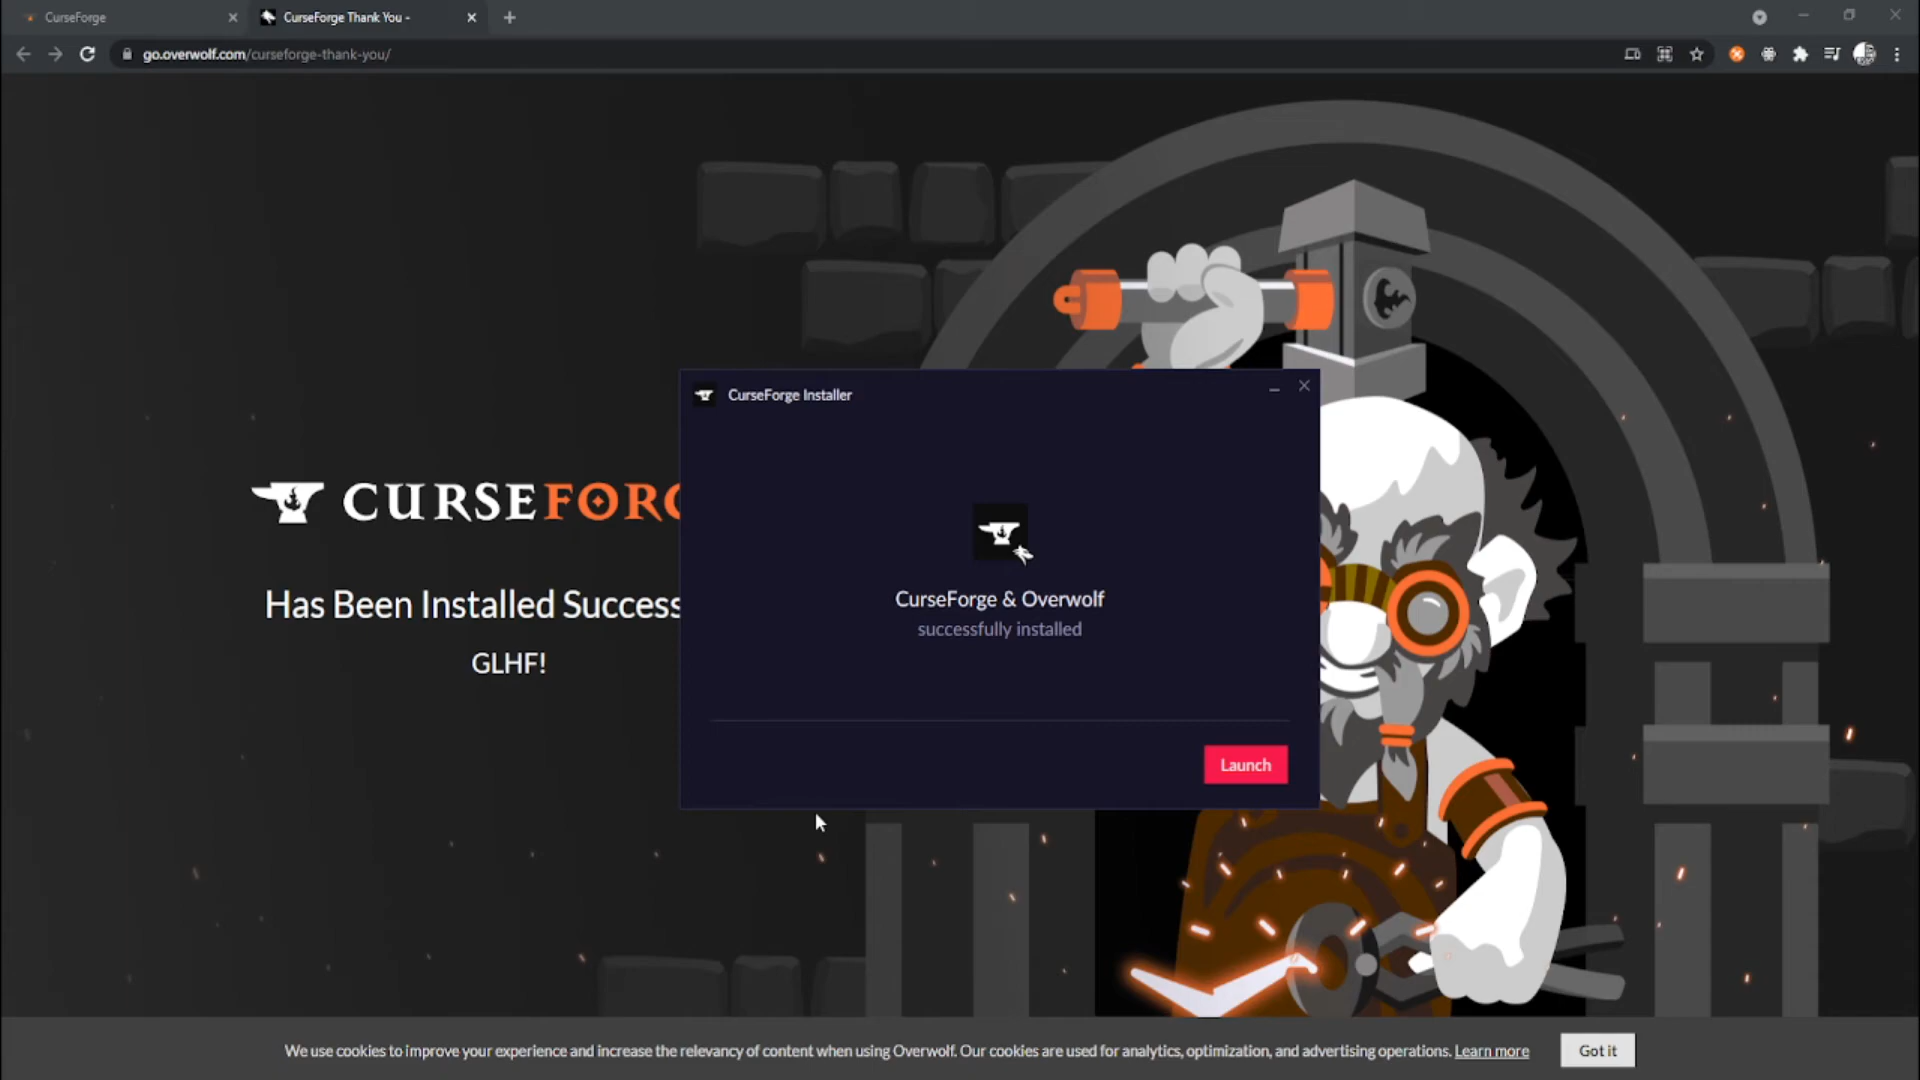 CurseForge
CurseForge Thank You -
go.overwolf.com/curseforge-thank-you/
CurseForge Installer
CURSEFORG
Has Been Installed Success
GLHF!
CurseForge & Overwolf
successfully installed
Launch
We use cookies to improve your experience and increase the relevancy of content when using Overwolf. Our cookies are used for analytics, optimization, and advertising operations. Learn more
Got it